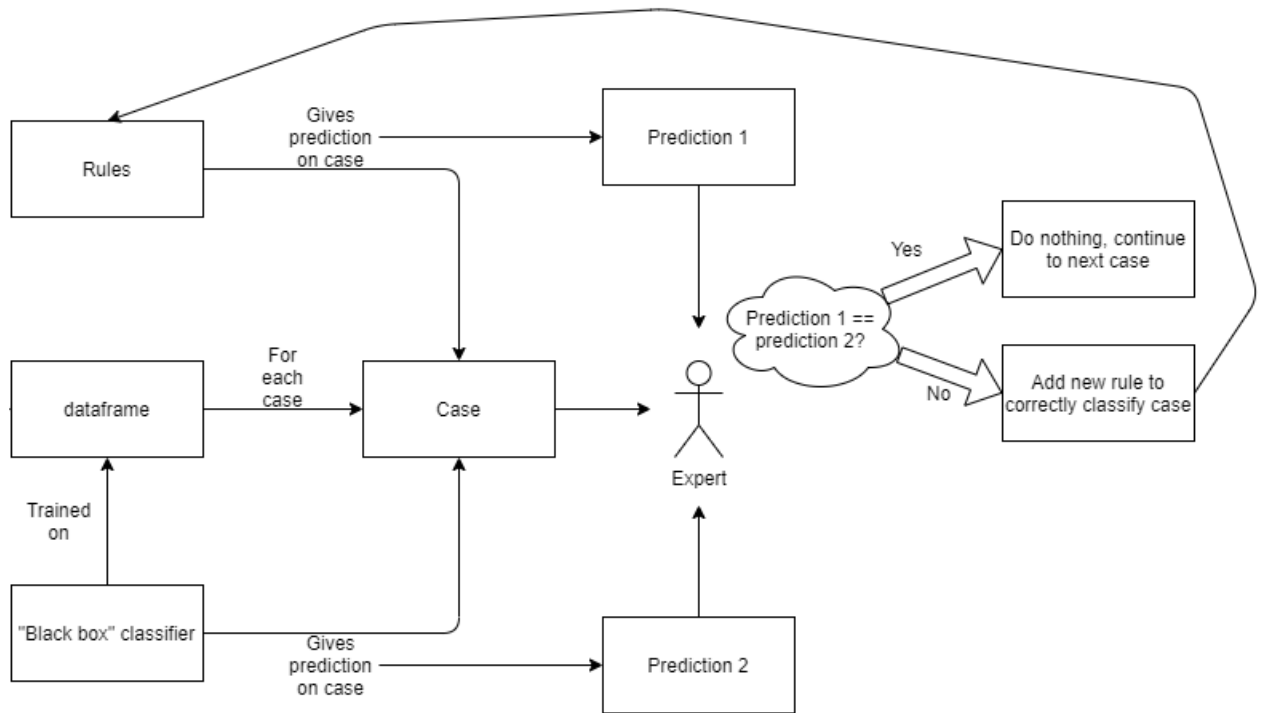 Gives
prediction
on case
Rules
Prediction 1
Yes
Do nothing, continue
to next case
Prediction 1 ==
prediction 2?
For
each
case
dataframe
Case
No
Add new rule to
correctly classify case
Expert
Trained
on
"Black box" classifier
Gives
prediction
on case
Prediction 2